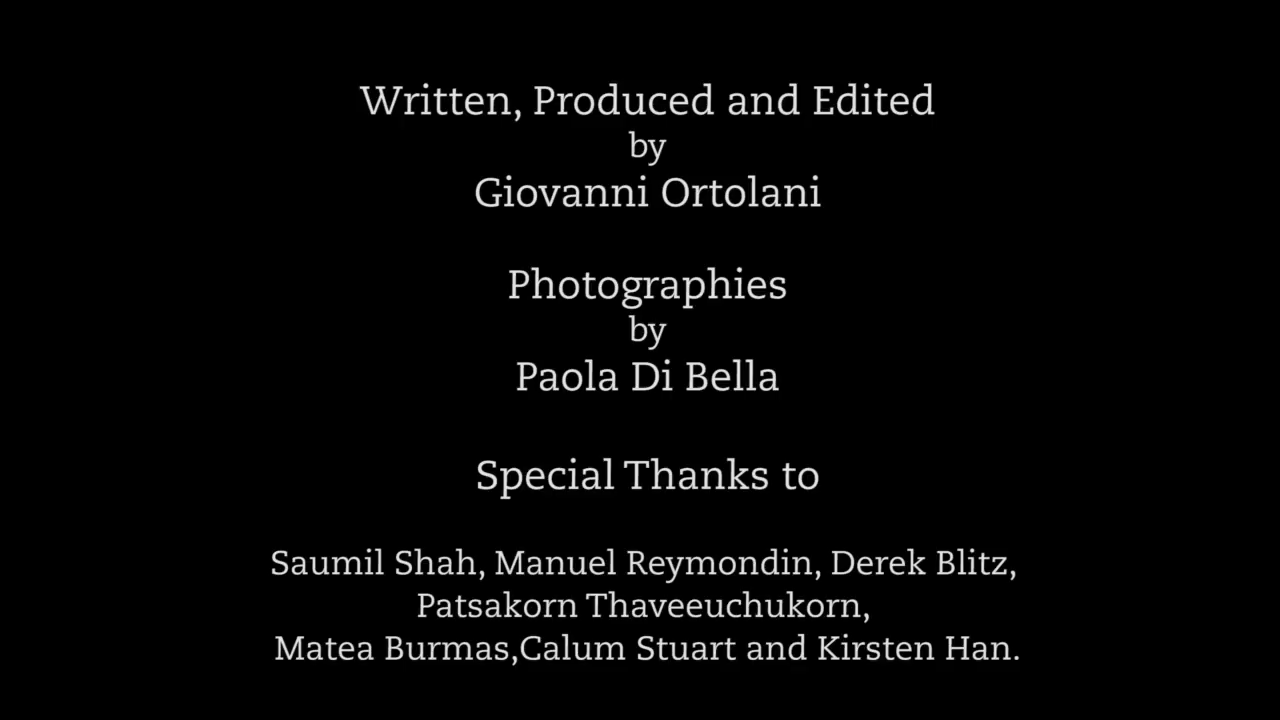 Written, Produced and Edited
by
Giovanni Ortolani
Photographies
by
Paola Di Bella
Special Thanks to
Saumil Shah, Manuel Reymondin, Derek Blitz,
Patsakorn Thaveeuchukorn,
Matea Burmas,Calum Stuart and Kirsten Han.